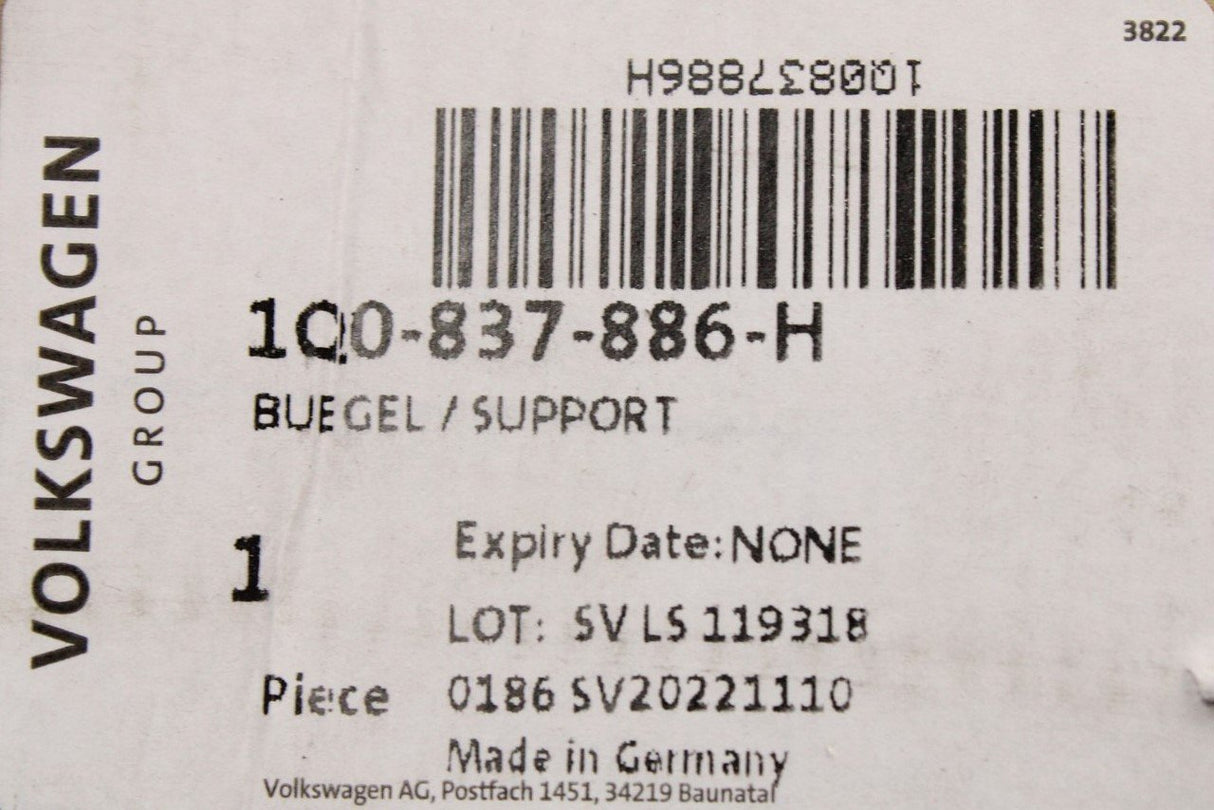 3822
1Q0837886H
VOLKSWAGEN
GROUP
1Q0-837-886-H
BUEGEL / SUPPORT
1
Expiry Date: NONE
LOT: SV LS 119318
Piece 0186 SV20221110
Made in Germany
Volkswagen AG, Postfach 1451, 34219 Baunatal